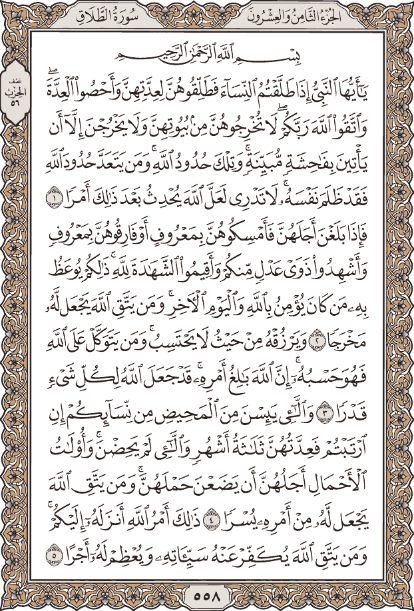 الجزء الثامن والعشرون
سورة الطلاق
نصف
الحزب
٥٦
بِسْمِ ٱللَّهِ ٱلرَّحْمَٰنِ ٱلرَّحِيمِ
يَٰٓأَيُّهَا ٱلنَّبِىُّ إِذَا طَلَّقْتُمُ ٱلنِّسَآءَ فَطَلِّقُوهُنَّ لِعِدَّتِهِنَّ وَأَحْصُوا۟ ٱلْعِدَّةَ ۖ
وَٱتَّقُوا۟ ٱللَّهَ رَبَّكُمْ ۖ لَا تُخْرِجُوهُنَّ مِنۢ بُيُوتِهِنَّ وَلَا يَخْرُجْنَ إِلَّآ أَن
يَأْتِينَ بِفَٰحِشَةٍ مُّبَيِّنَةٍ ۚ وَتِلْكَ حُدُودُ ٱللَّهِ ۚ وَمَن يَتَعَدَّ حُدُودَ ٱللَّهِ
فَقَدْ ظَلَمَ نَفْسَهُۥ ۚ لَا تَدْرِى لَعَلَّ ٱللَّهَ يُحْدِثُ بَعْدَ ذَٰلِكَ أَمْرًا ١
فَإِذَا بَلَغْنَ أَجَلَهُنَّ فَأَمْسِكُوهُنَّ بِمَعْرُوفٍ أَوْ فَارِقُوهُنَّ بِمَعْرُوفٍ
وَأَشْهِدُوا۟ ذَوَىْ عَدْلٍ مِّنكُمْ وَأَقِيمُوا۟ ٱلشَّهَٰدَةَ لِلَّهِ ۚ ذَٰلِكُمْ يُوعَظُ
بِهِۦ مَن كَانَ يُؤْمِنُ بِٱللَّهِ وَٱلْيَوْمِ ٱلْءَاخِرِ ۚ وَمَن يَتَّقِ ٱللَّهَ يَجْعَل لَّهُۥ
مَخْرَجًا ٢ وَيَرْزُقْهُ مِنْ حَيْثُ لَا يَحْتَسِبُ ۚ وَمَن يَتَوَكَّلْ عَلَى ٱللَّهِ
فَهُوَ حَسْبُهُۥٓ ۚ إِنَّ ٱللَّهَ بَٰلِغُ أَمْرِهِۦ ۚ قَدْ جَعَلَ ٱللَّهُ لِكُلِّ شَىْءٍ
قَدْرًا ٣ وَٱلَّٰٓـِٔى يَئِسْنَ مِنَ ٱلْمَحِيضِ مِن نِّسَآئِكُمْ إِنِ
ٱرْتَبْتُمْ فَعِدَّتُهُنَّ ثَلَٰثَةُ أَشْهُرٍ وَٱلَّٰٓـِٔى لَمْ يَحِضْنَ ۚ وَأُو۟لَٰتُ
ٱلْأَحْمَالِ أَجَلُهُنَّ أَن يَضَعْنَ حَمْلَهُنَّ ۚ وَمَن يَتَّقِ ٱللَّهَ
يَجْعَل لَّهُۥ مِنْ أَمْرِهِۦ يُسْرًا ٤ ذَٰلِكَ أَمْرُ ٱللَّهِ أَنزَلَهُۥٓ إِلَيْكُمْ ۚ
وَمَن يَتَّقِ ٱللَّهَ يُكَفِّرْ عَنْهُ سَيِّـَٔاتِهِۦ وَيُعْظِمْ لَهُۥٓ أَجْرًا ٥
٥٥٨